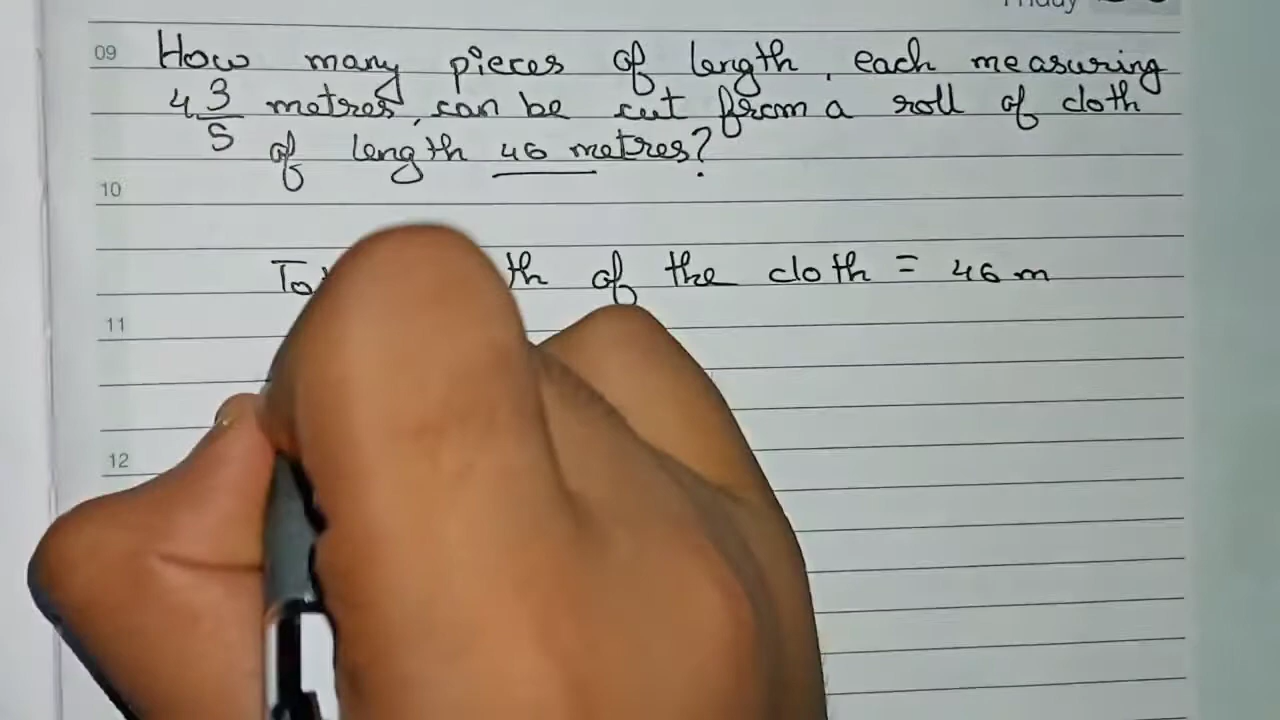 Friday
09 How many pieces of length, each measuring
4 3/5 metres, can be cut from a roll of cloth
of length 46 metres?
10
th of the cloth = 46 m
11
12